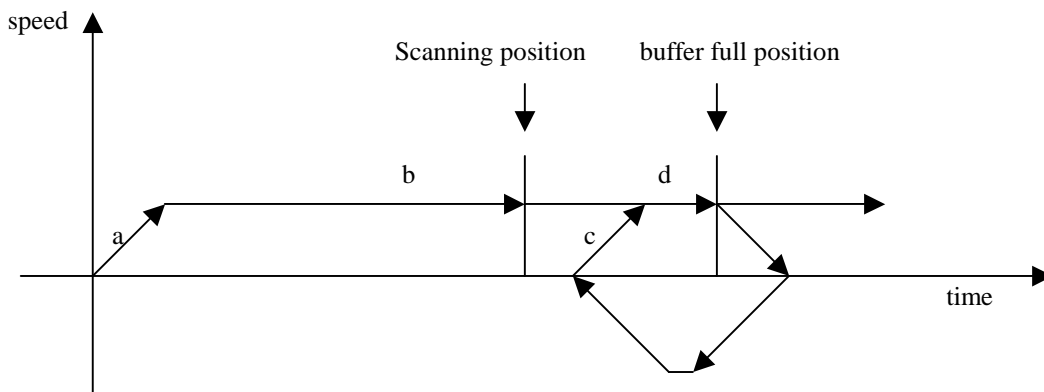 speed
Scanning position
buffer full position
b
d
a
c
time